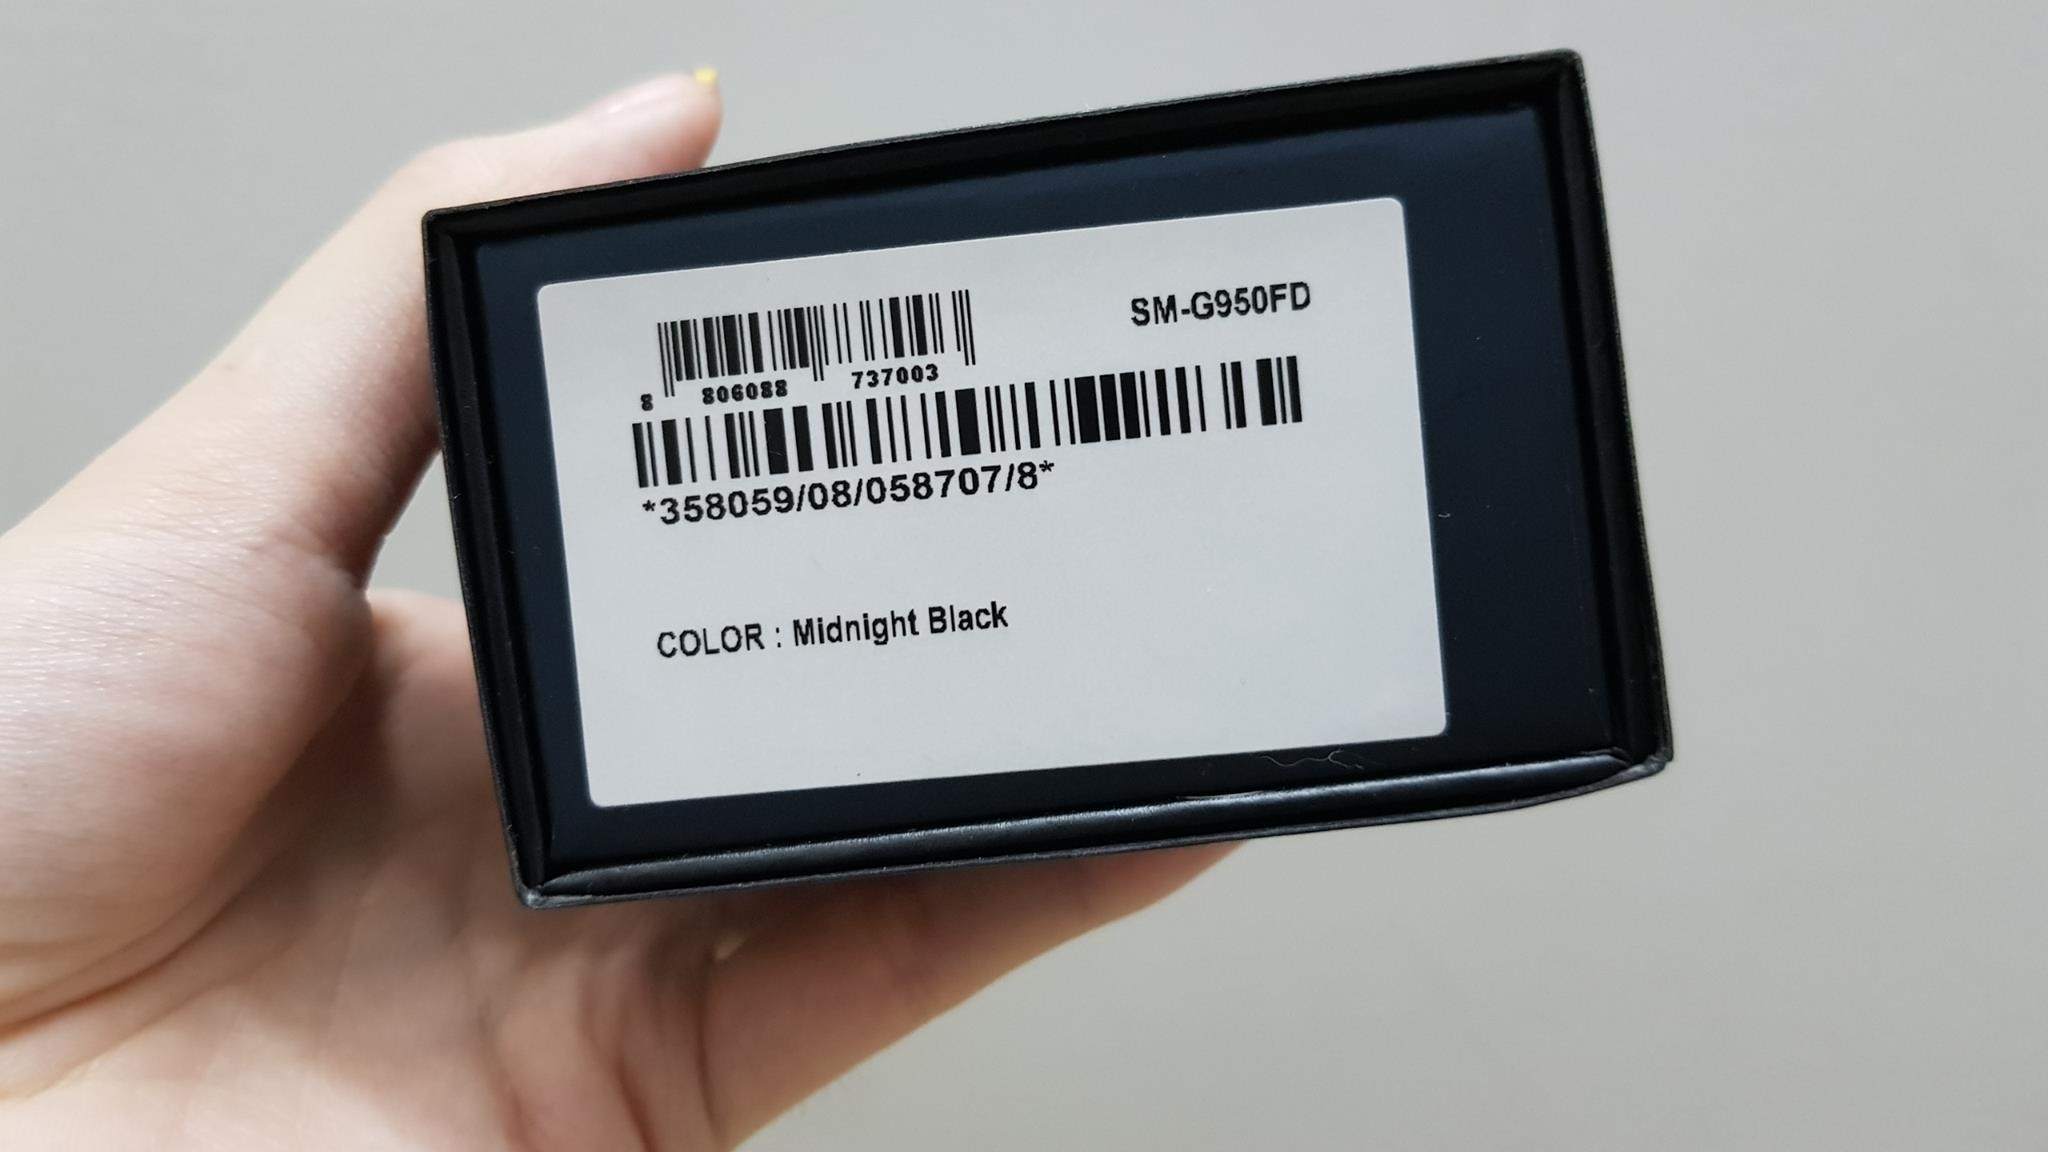 SM-G950FD
8 806088 737003
*358059/08/058707/8*
COLOR : Midnight Black